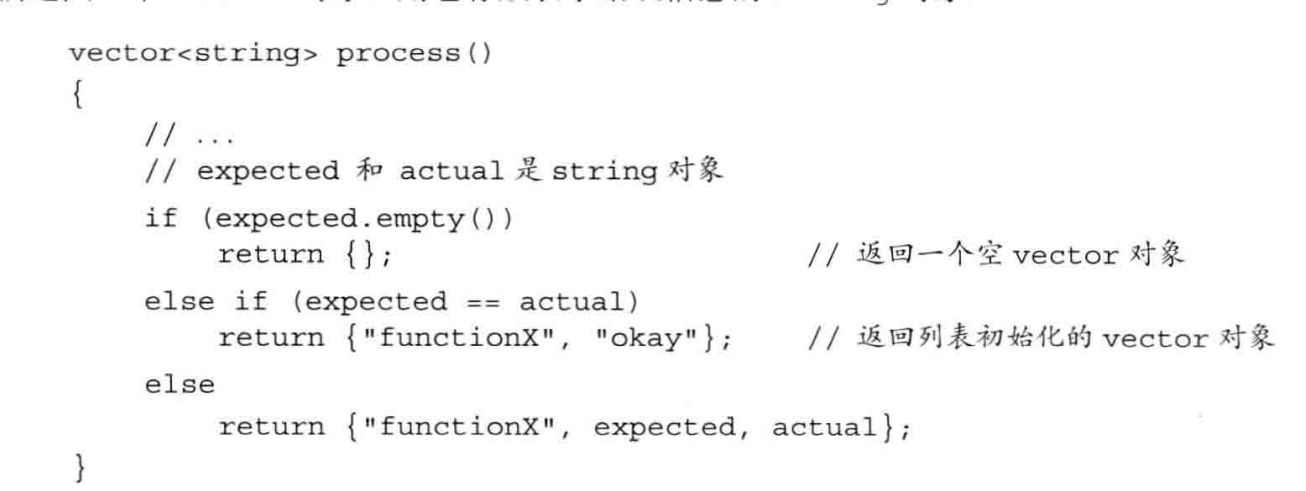 vector<string> process()
{
// ...
// expected 和 actual 是 string 对象
if (expected.empty())
return {}; // 返回一个空 vector 对象
else if (expected == actual)
return {"functionX", "okay"}; // 返回列表初始化的 vector 对象
else
return {"functionX", expected, actual};
}